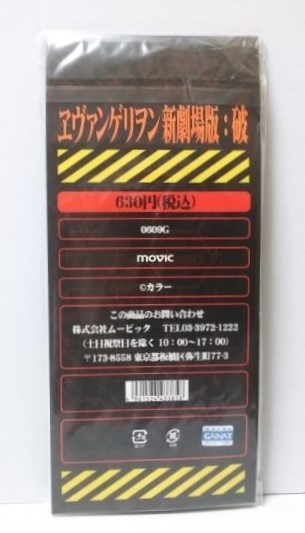 ヱヴァンゲリヲン新劇場版：破
630円(税込)
0609G
movic
©カラー
この商品のお問い合わせ
株式会社ムービック TEL03-3972-1222
(土日祝祭日を除く10：00～17：00)
〒173-8558 東京都板橋区弥生町77-3
GAINAX